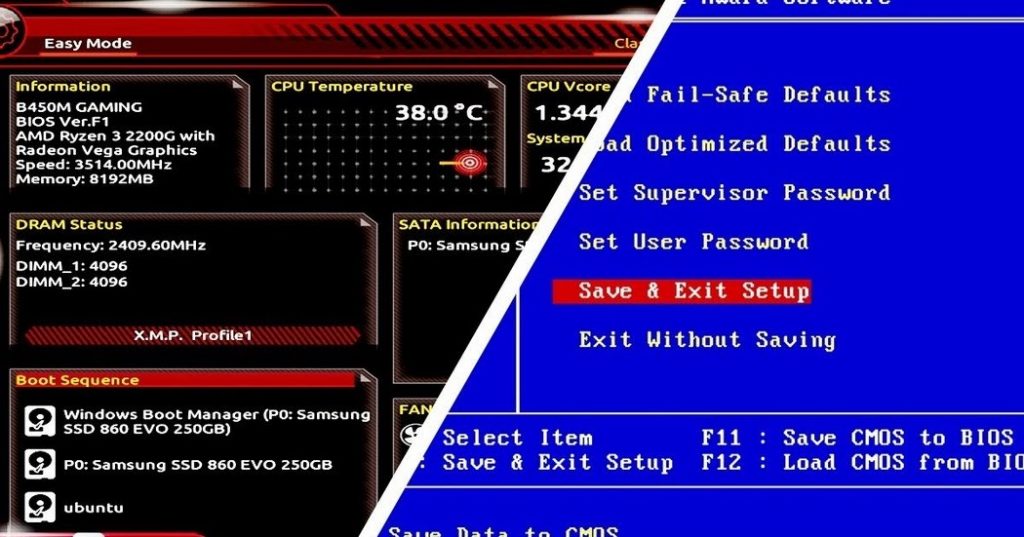 Easy Mode
Information
B450M GAMING
BIOS Ver.F1
AMD Ryzen 3 2200G with
Radeon Vega Graphics
Speed: 3514.00MHz
Memory: 8192MB
CPU Temperature
38.0 °C
CPU Vcore
1.344
System
32
DRAM Status
Frequency: 2409.60MHz
DIMM_1: 4096
DIMM_2: 4096
X.M.P. Profile1
SATA Information
P0: Samsung
Boot Sequence
Windows Boot Manager (P0: Samsung
SSD 860 EVO 250GB)
P0: Samsung SSD 860 EVO 250GB
ubuntu
FAN
Award Software
Fail-Safe Defaults
Optimized Defaults
Set Supervisor Password
Set User Password
Save & Exit Setup
Exit Without Saving
Select Item F11 : Save CMOS to BIOS
: Save & Exit Setup F12 : Load CMOS from
Save Data to CMOS